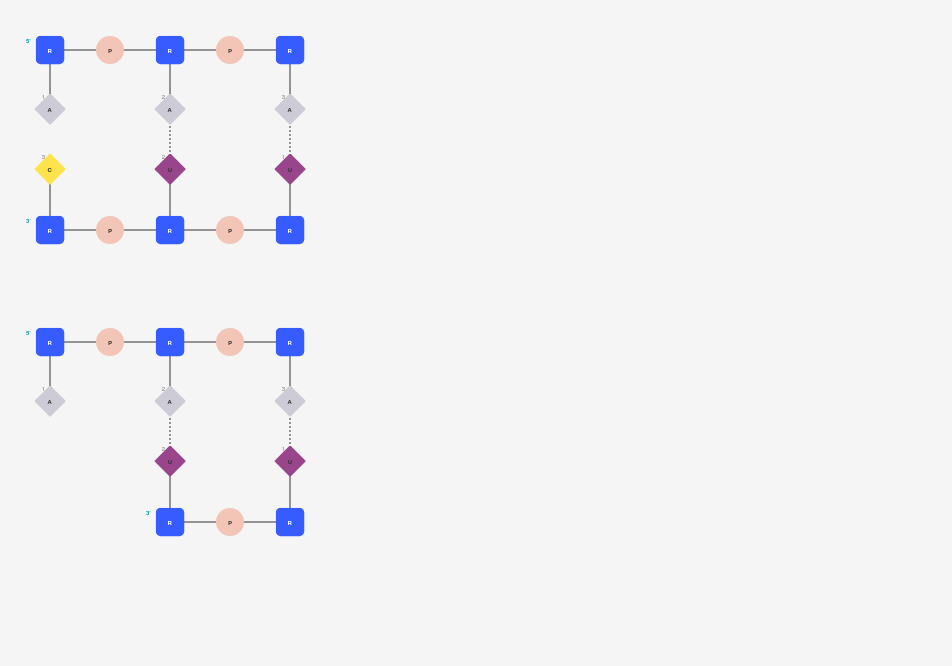 5'
R P R P R
1 2 3
A A A
3 2 1
C U U
3'
R P R P R
5'
R P R P R
1 2 3
A A A
2 1
U U
3'
R P R